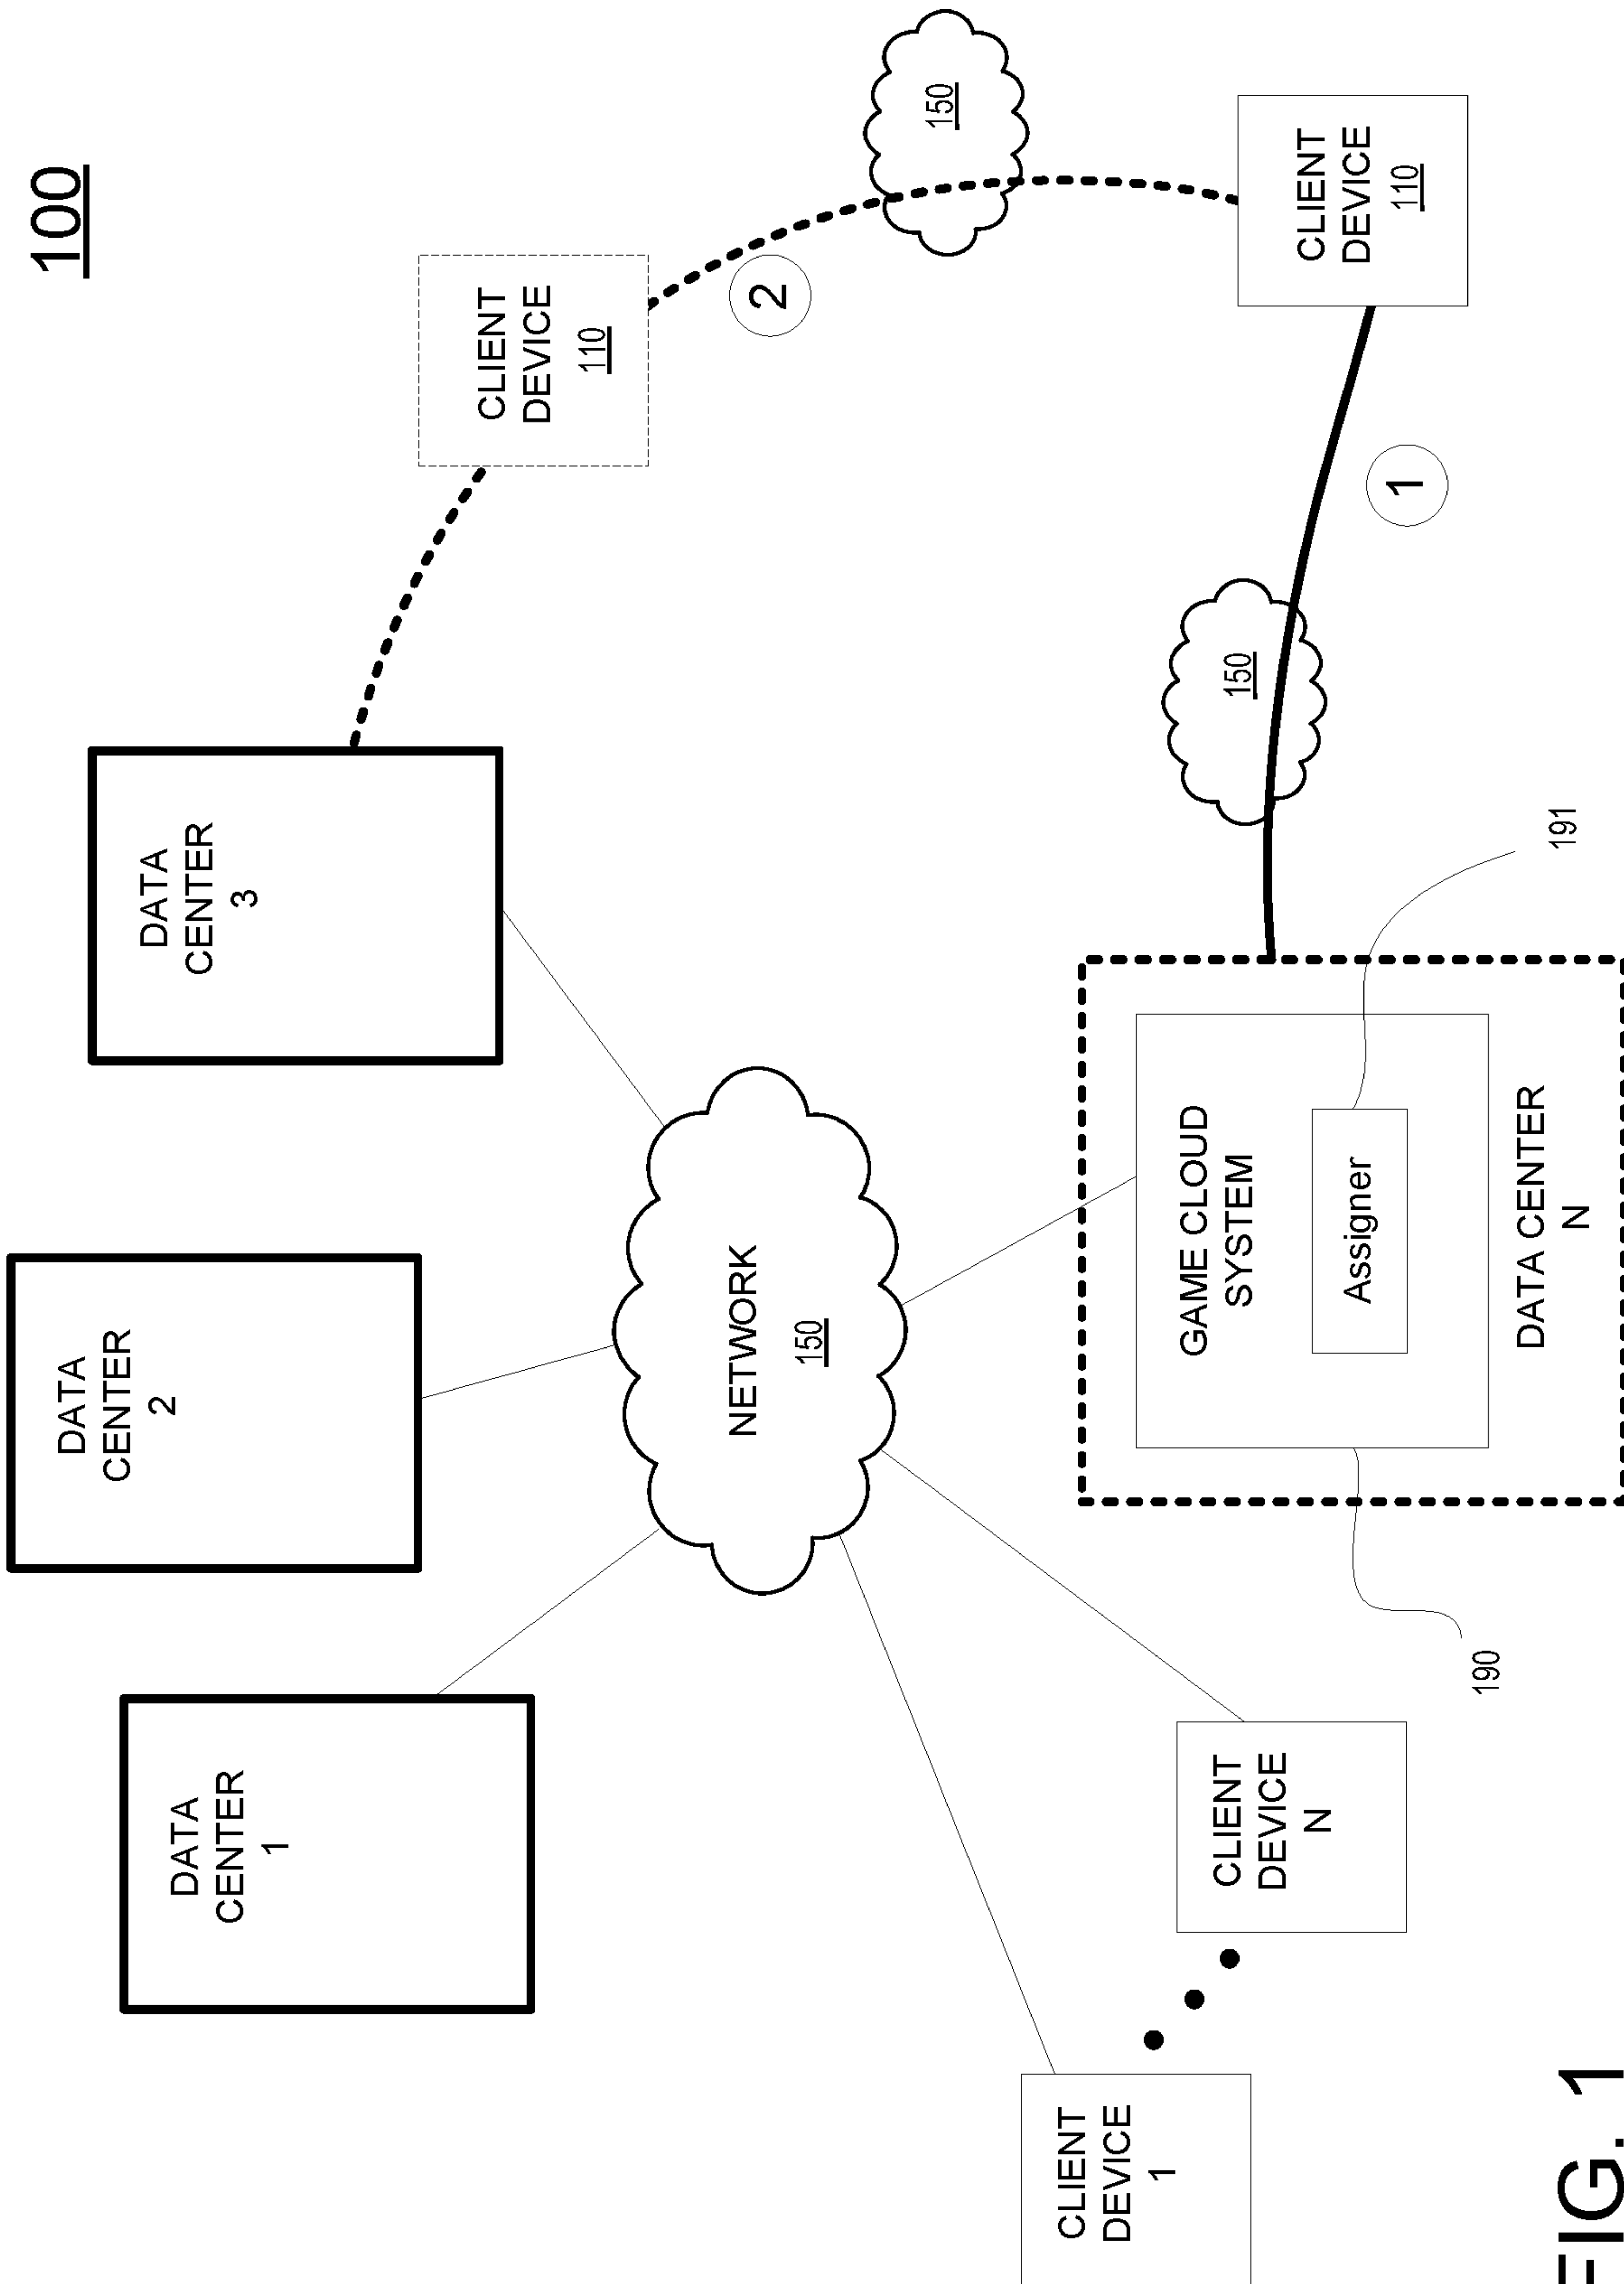 100
DATA
CENTER
2
DATA
CENTER
3
DATA
CENTER
1
CLIENT
DEVICE
110
2
150
NETWORK
150
150
CLIENT
DEVICE
110
1
GAME CLOUD
SYSTEM
Assigner
DATA CENTER
N
191
190
CLIENT
DEVICE
1
CLIENT
DEVICE
N
FIG. 1